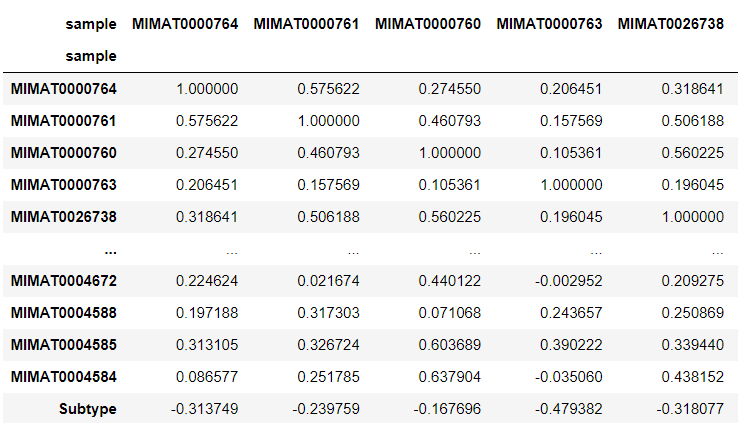 sample MIMAT0000764 MIMAT0000761 MIMAT0000760 MIMAT0000763 MIMAT0026738
sample
MIMAT0000764 1.000000 0.575622 0.274550 0.206451 0.318641
MIMAT0000761 0.575622 1.000000 0.460793 0.157569 0.506188
MIMAT0000760 0.274550 0.460793 1.000000 0.105361 0.560225
MIMAT0000763 0.206451 0.157569 0.105361 1.000000 0.196045
MIMAT0026738 0.318641 0.506188 0.560225 0.196045 1.000000
... ... ... ... ... ...
MIMAT0004672 0.224624 0.021674 0.440122 -0.002952 0.209275
MIMAT0004588 0.197188 0.317303 0.071068 0.243657 0.250869
MIMAT0004585 0.313105 0.326724 0.603689 0.390222 0.339440
MIMAT0004584 0.086577 0.251785 0.637904 -0.035060 0.438152
Subtype -0.313749 -0.239759 -0.167696 -0.479382 -0.318077